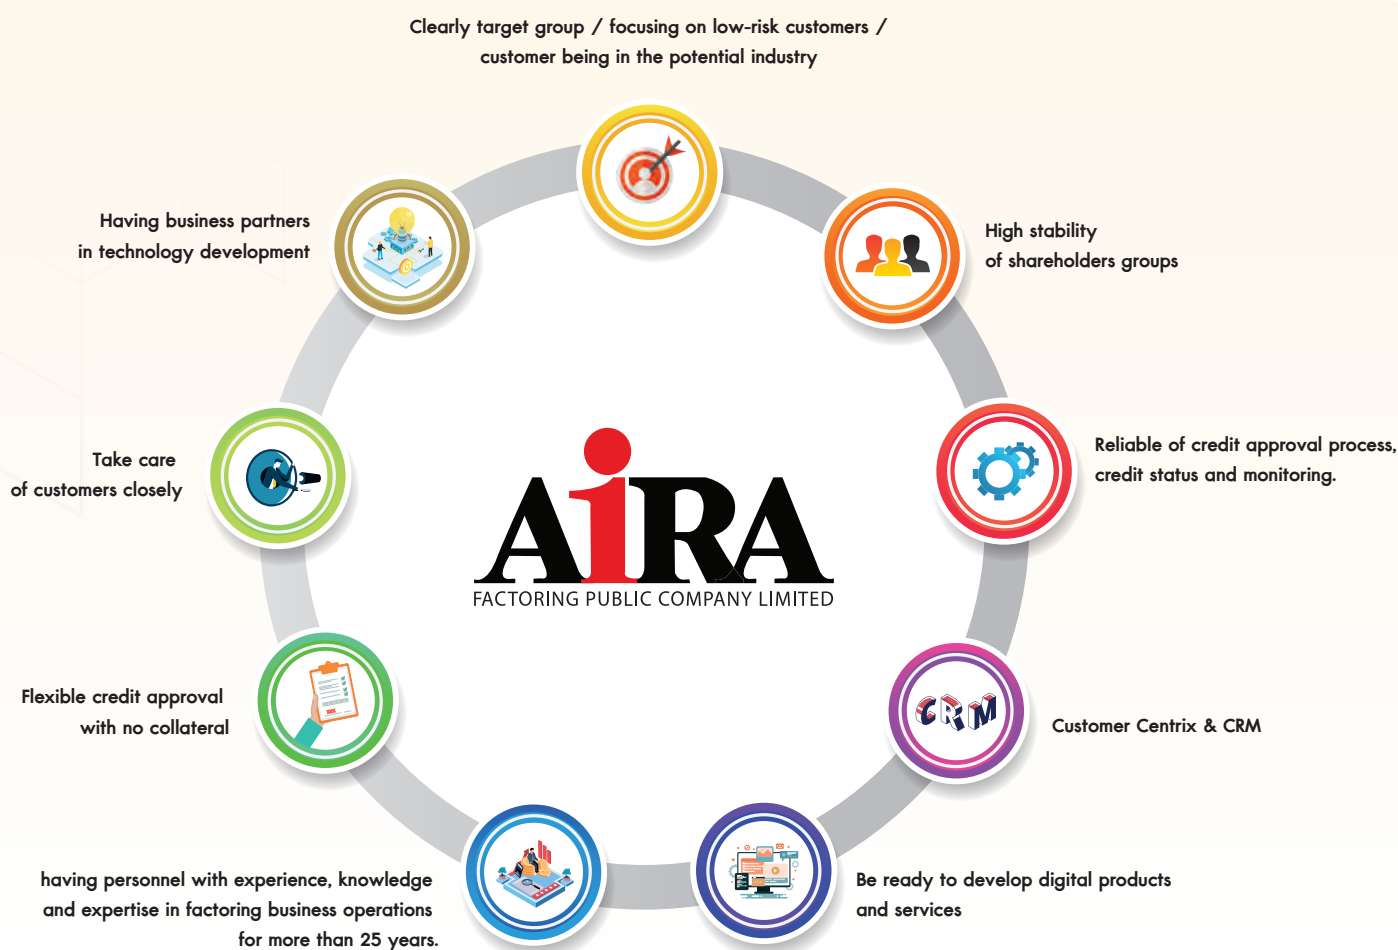 Clearly target group / focusing on low-risk customers /
customer being in the potential industry
High stability
of shareholders groups
Reliable of credit approval process,
credit status and monitoring.
CRM
Customer Centrix & CRM
Be ready to develop digital products
and services
having personnel with experience, knowledge
and expertise in factoring business operations
for more than 25 years.
Flexible credit approval
with no collateral
Take care
of customers closely
Having business partners
in technology development
AiRA
FACTORING PUBLIC COMPANY LIMITED